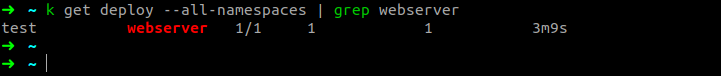 ➜ ~ k get deploy --all-namespaces | grep webserver
test webserver 1/1 1 1 3m9s
➜ ~
➜ ~